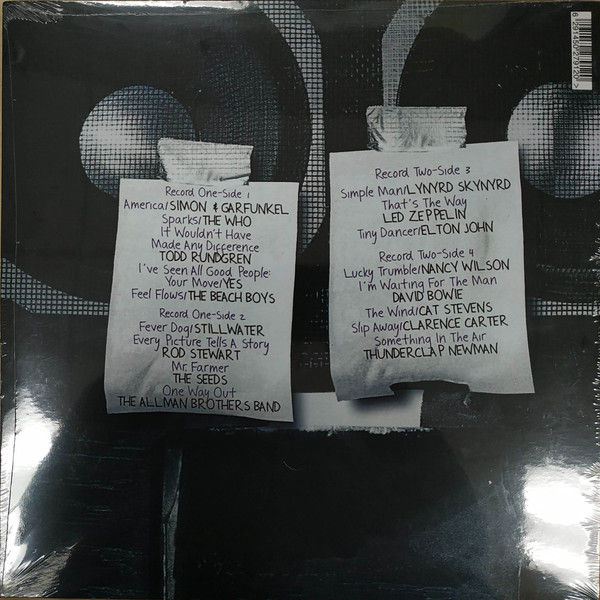 Record One-Side 1
America/SIMON & GARFUNKEL
Sparks/THE WHO
It Wouldn't Have
Made Any Difference
TODD RUNDGREN
I've Seen All Good People:
Your Move/YES
Feel Flows/THE BEACH BOYS
Record One-Side 2
Fever Dog/STILLWATER
Every Picture Tells A Story
ROD STEWART
Mr. Farmer
THE SEEDS
One Way Out
THE ALLMAN BROTHERS BAND
Record Two-Side 3
Simple Man/LYNYRD SKYNYRD
That's The Way
LED ZEPPELIN
Tiny Dancer/ELTON JOHN
Record Two-Side 4
Lucky Trumble/NANCY WILSON
I'm Waiting For The Man
DAVID BOWIE
The Wind/CAT STEVENS
Slip Away/CLARENCE CARTER
Something In The Air
THUNDERCLAP NEWMAN